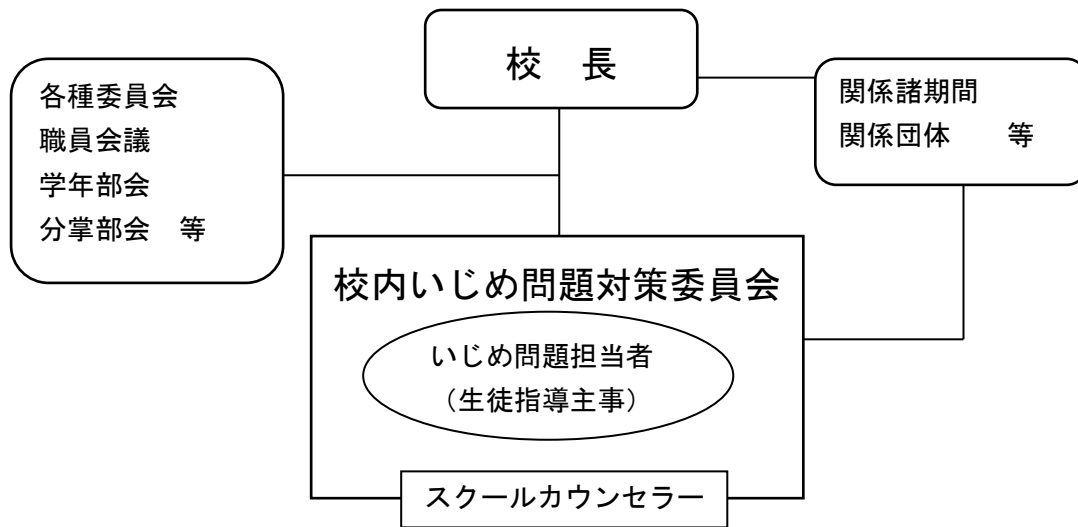 校　長
各種委員会
職員会議
学年部会
分掌部会　等
関係諸期間
関係団体　　等
校内いじめ問題対策委員会
いじめ問題担当者
（生徒指導主事）
スクールカウンセラー